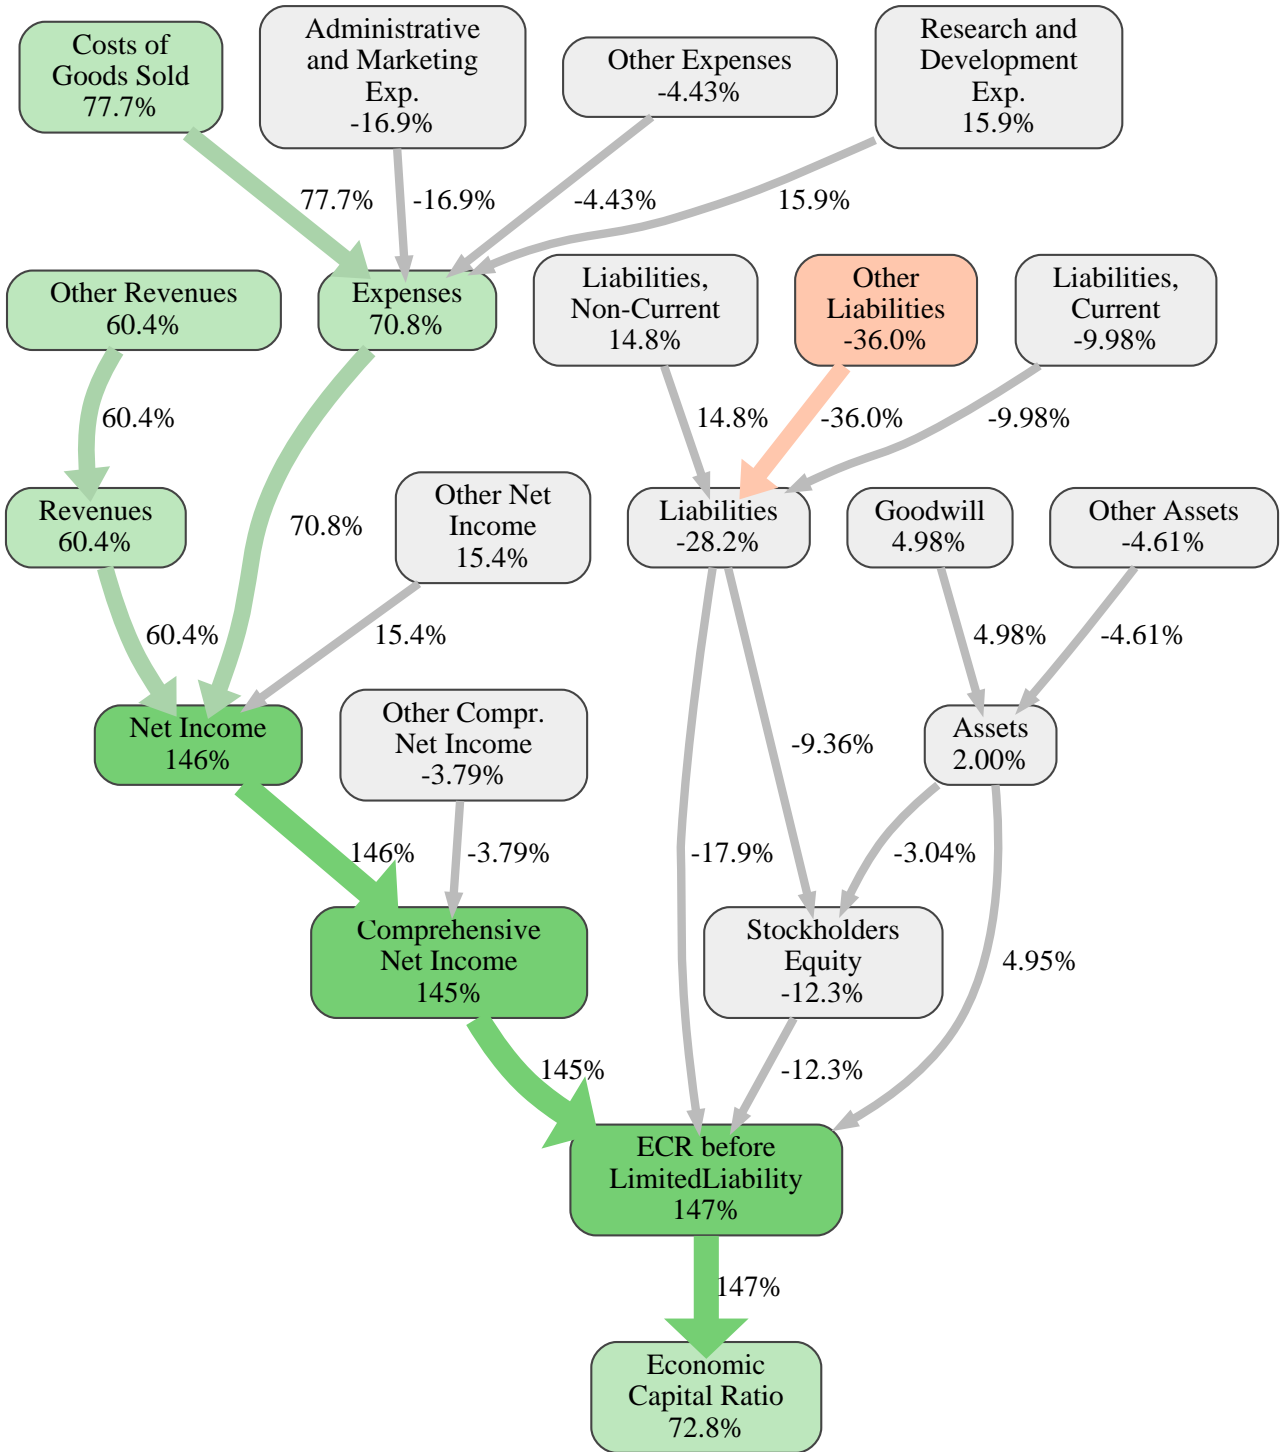 Costs of
Goods Sold
77.7%
Administrative
and Marketing
Exp.
-16.9%
Other Expenses
-4.43%
Research and
Development
Exp.
15.9%
77.7%
-16.9%
-4.43%
15.9%
Other Revenues
60.4%
Expenses
70.8%
Liabilities,
Non-Current
14.8%
Other
Liabilities
-36.0%
Liabilities,
Current
-9.98%
60.4%
14.8%
-36.0%
-9.98%
Revenues
60.4%
70.8%
Other Net
Income
15.4%
Liabilities
-28.2%
Goodwill
4.98%
Other Assets
-4.61%
60.4%
15.4%
4.98%
-4.61%
Net Income
146%
Other Compr.
Net Income
-3.79%
-9.36%
Assets
2.00%
146%
-3.79%
-17.9%
-3.04%
Comprehensive
Net Income
145%
Stockholders
Equity
-12.3%
4.95%
145%
-12.3%
ECR before
LimitedLiability
147%
147%
Economic
Capital Ratio
72.8%